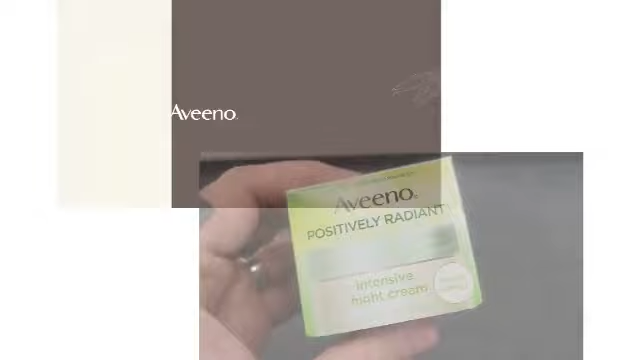 Aveeno®
Aveeno®
POSITIVELY RADIANT
intensive
night cream